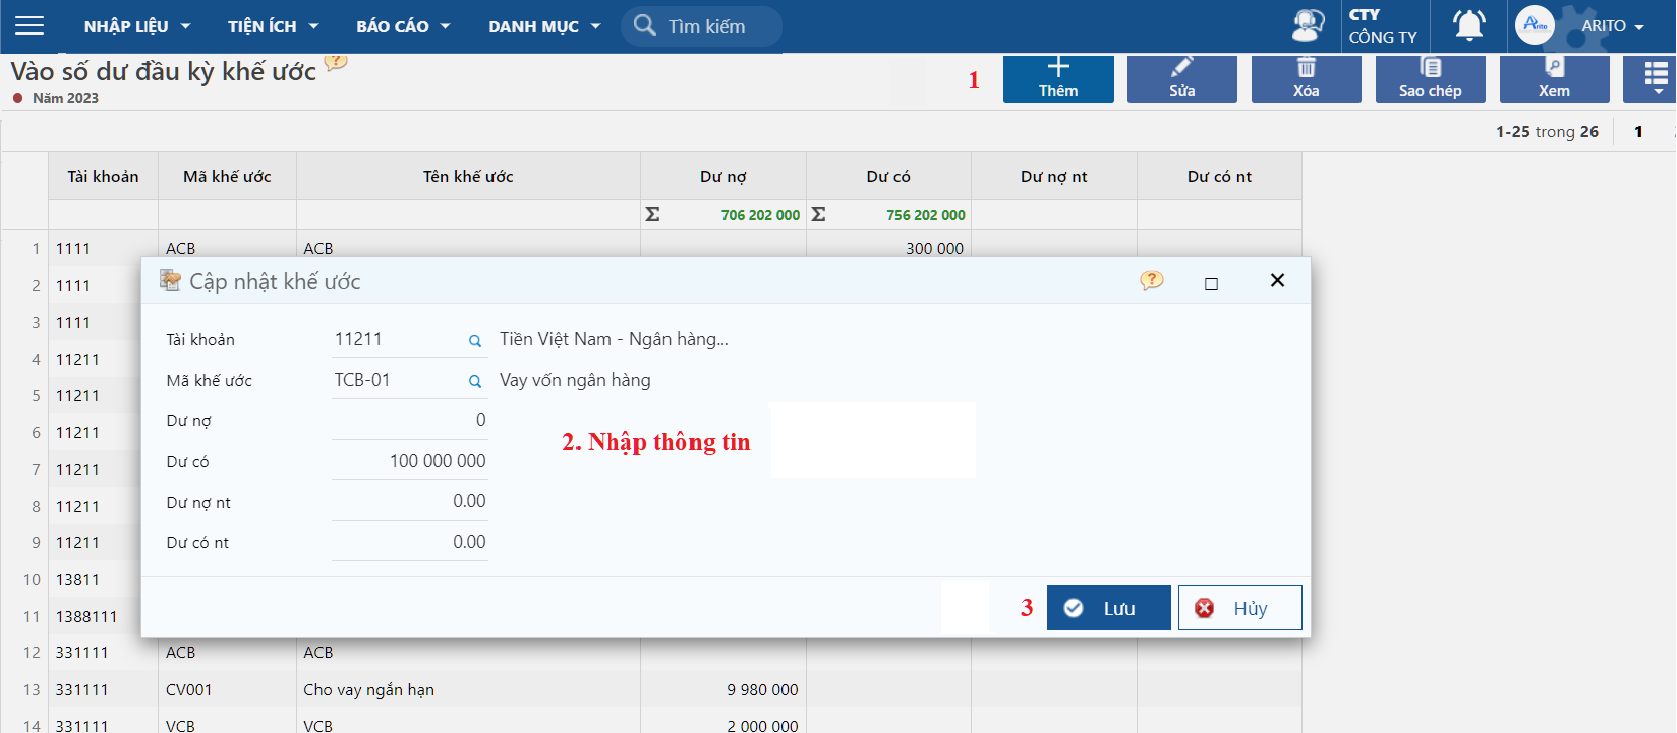 NHẬP LIỆU TIỆN ÍCH BÁO CÁO DANH MỤC Tìm kiếm CTY CÔNG TY Arito ARITO
Vào số dư đầu kỳ khế ước ?
Năm 2023
1 Thêm Sửa Xóa Sao chép Xem
1-25 trong 26 1
Tài khoản Mã khế ước Tên khế ước Dư nợ Dư có Dư nợ nt Dư có nt
Σ 706 202 000 Σ 756 202 000
1 1111 ACB ACB 300 000
2 1111
3 1111
4 11211
5 11211
6 11211
7 11211
8 11211
9 11211
10 13811
11 1388111
Cập nhật khế ước ?
Tài khoản 11211 Tiền Việt Nam - Ngân hàng...
Mã khế ước TCB-01 Vay vốn ngân hàng
Dư nợ 0
2. Nhập thông tin
Dư có 100 000 000
Dư nợ nt 0.00
Dư có nt 0.00
3 Lưu Hủy
12 331111 ACB ACB
13 331111 CV001 Cho vay ngắn hạn 9 980 000
14 331111 VCB VCB 2 000 000